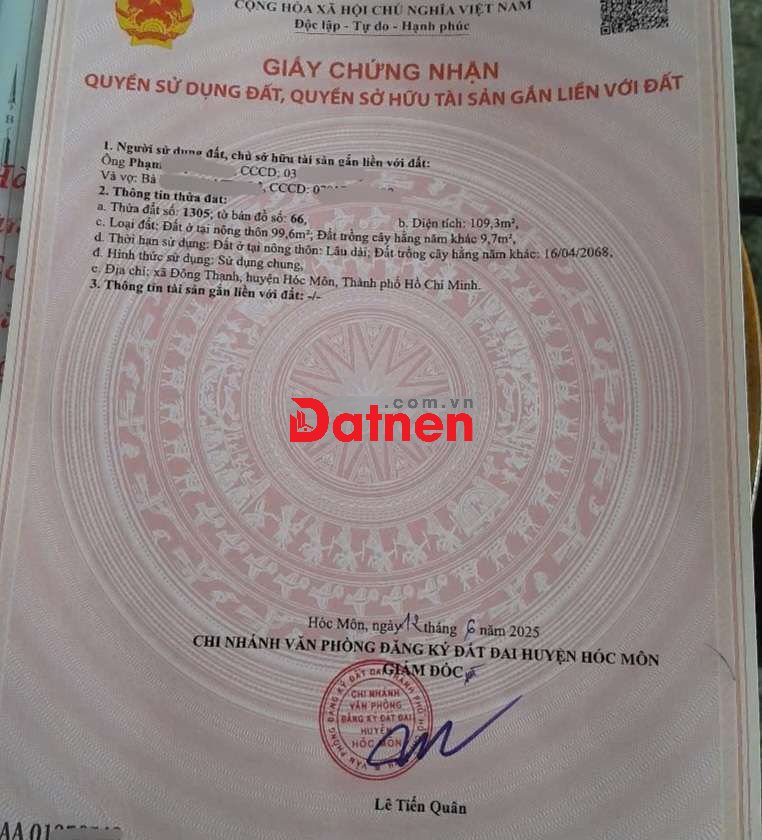 CỘNG HÒA XÃ HỘI CHỦ NGHĨA VIỆT NAM
Độc lập - Tự do - Hạnh phúc
GIẤY CHỨNG NHẬN
QUYỀN SỬ DỤNG ĐẤT, QUYỀN SỞ HỮU TÀI SẢN GẮN LIỀN VỚI ĐẤT
1. Người sử dụng đất, chủ sở hữu tài sản gắn liền với đất:
Ông Phạm , CCCD: 03
Và vợ: Bà , CCCD: 0
2. Thông tin thửa đất:
a. Thửa đất số: 1305; tờ bản đồ số: 66, b. Diện tích: 109,3m²,
c. Loại đất: Đất ở tại nông thôn 99,6m²; Đất trồng cây hằng năm khác 9,7m²,
d. Thời hạn sử dụng: Đất ở tại nông thôn: Lâu dài; Đất trồng cây hằng năm khác: 16/04/2068,
đ. Hình thức sử dụng: Sử dụng chung,
e. Địa chỉ: xã Đông Thạnh, huyện Hóc Môn, Thành phố Hồ Chí Minh.
3. Thông tin tài sản gắn liền với đất: -/-
.com.vn
Datnen
Hóc Môn, ngày 12 tháng 6 năm 2025
CHI NHÁNH VĂN PHÒNG ĐĂNG KÝ ĐẤT ĐAI HUYỆN HÓC MÔN
GIÁM ĐỐC
CHI NHÁNH
VĂN PHÒNG
ĐĂNG KÝ ĐẤT ĐAI
HUYỆN
HÓC MÔN
Lê Tiến Quân